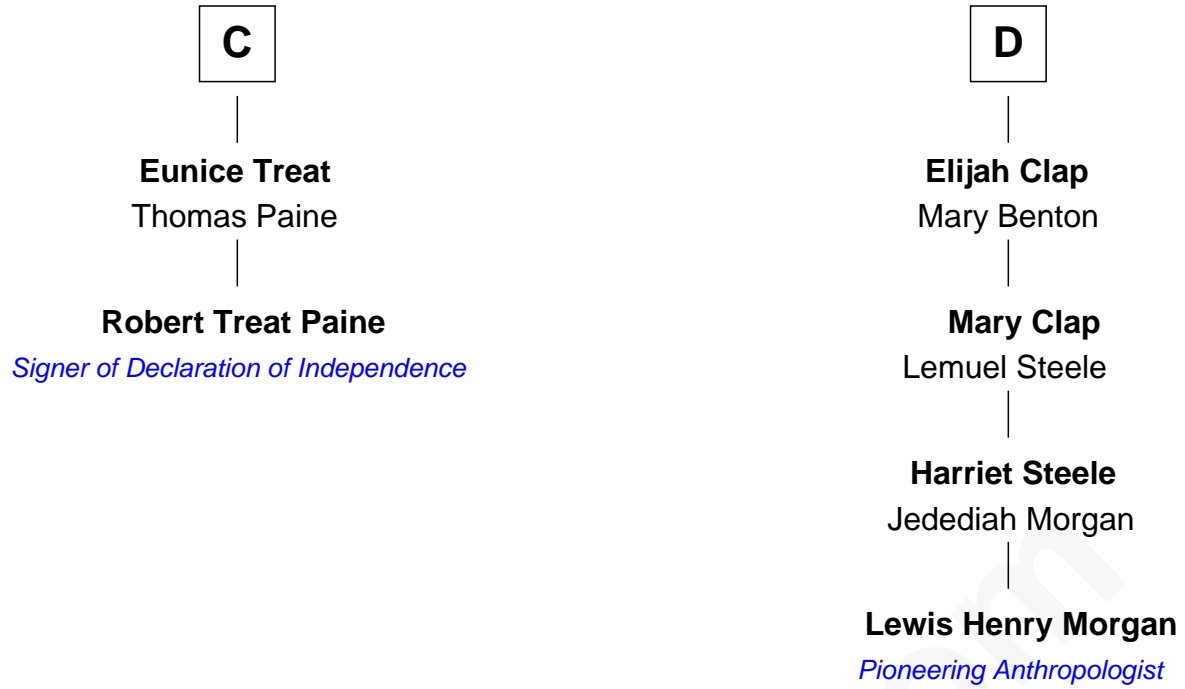 C
Eunice Treat
Thomas Paine
Robert Treat Paine
Signer of Declaration of Independence
D
Elijah Clap
Mary Benton
Mary Clap
Lemuel Steele
Harriet Steele
Jedediah Morgan
Lewis Henry Morgan
Pioneering Anthropologist